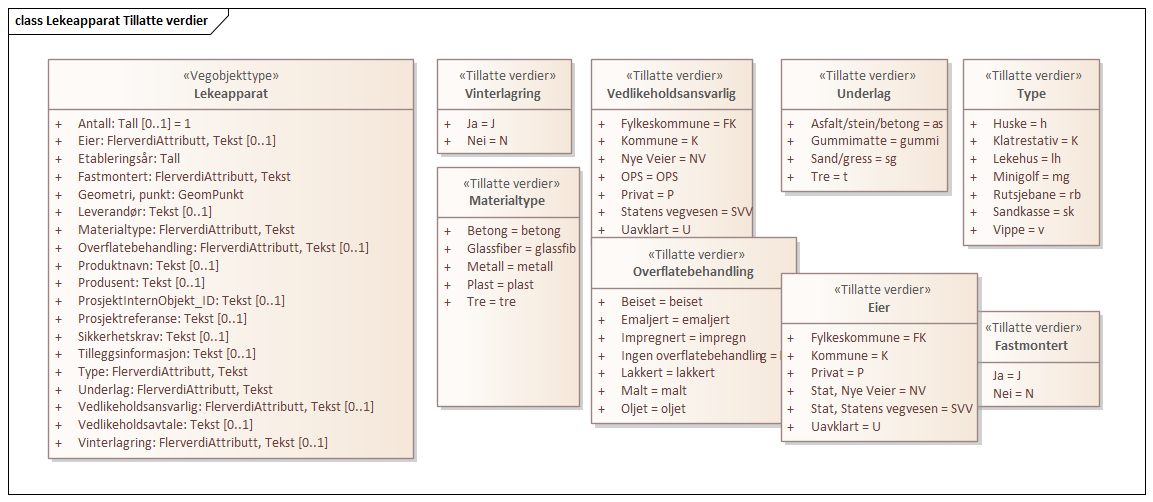 class Lekeapparat Tillatte verdier
«Vegobjekttype»
Lekeapparat
+ Antall: Tall [0..1] = 1
+ Eier: FlerverdiAttributt, Tekst [0..1]
+ Etableringsår: Tall
+ Fastmontert: FlerverdiAttributt, Tekst
+ Geometri, punkt: GeomPunkt
+ Leverandør: Tekst [0..1]
+ Materialtype: FlerverdiAttributt, Tekst
+ Overflatebehandling: FlerverdiAttributt, Tekst [0..1]
+ Produktnavn: Tekst [0..1]
+ Produsent: Tekst [0..1]
+ ProsjektInternObjekt_ID: Tekst [0..1]
+ Prosjektreferanse: Tekst [0..1]
+ Sikkerhetskrav: Tekst [0..1]
+ Tilleggsinformasjon: Tekst [0..1]
+ Type: FlerverdiAttributt, Tekst
+ Underlag: FlerverdiAttributt, Tekst
+ Vedlikeholdsansvarlig: FlerverdiAttributt, Tekst [0..1]
+ Vedlikeholdsavtale: Tekst [0..1]
+ Vinterlagring: FlerverdiAttributt, Tekst [0..1]
«Tillatte verdier»
Vinterlagring
+ Ja = J
+ Nei = N
«Tillatte verdier»
Materialtype
+ Betong = betong
+ Glassfiber = glassfib
+ Metall = metall
+ Plast = plast
+ Tre = tre
«Tillatte verdier»
Vedlikeholdsansvarlig
+ Fylkeskommune = FK
+ Kommune = K
+ Nye Veier = NV
+ OPS = OPS
+ Privat = P
+ Statens vegvesen = SVV
+ Uavklart = U
«Tillatte verdier»
Overflatebehandling
+ Beiset = beiset
+ Emaljert = emaljert
+ Impregnert = impregn
+ Ingen overflatebehandling =
+ Lakkert = lakkert
+ Malt = malt
+ Oljet = oljet
«Tillatte verdier»
Underlag
+ Asfalt/stein/betong = as
+ Gummimatte = gummi
+ Sand/gress = sg
+ Tre = t
«Tillatte verdier»
Eier
+ Fylkeskommune = FK
+ Kommune = K
+ Privat = P
+ Stat, Nye Veier = NV
+ Stat, Statens vegvesen = SVV
+ Uavklart = U
«Tillatte verdier»
Type
+ Huske = h
+ Klatrestativ = K
+ Lekehus = lh
+ Minigolf = mg
+ Rutsjebane = rb
+ Sandkasse = sk
+ Vippe = v
«Tillatte verdier»
Fastmontert
Ja = J
Nei = N